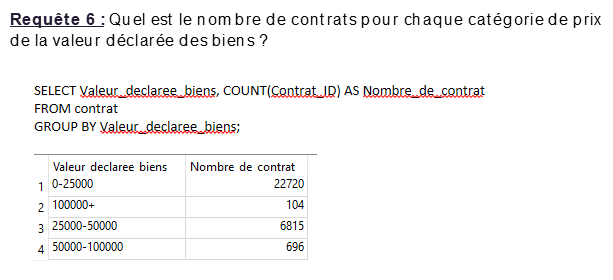 Requête 6 : Quel est le nombre de contrats pour chaque catégorie de prix
de la valeur déclarée des biens ?
SELECT Valeur_declaree_biens, COUNT(Contrat_ID) AS Nombre_de_contrat
FROM contrat
GROUP BY Valeur_declaree_biens;
Valeur declaree biens Nombre de contrat
1 0-25000 22720
2 100000+ 104
3 25000-50000 6815
4 50000-100000 696